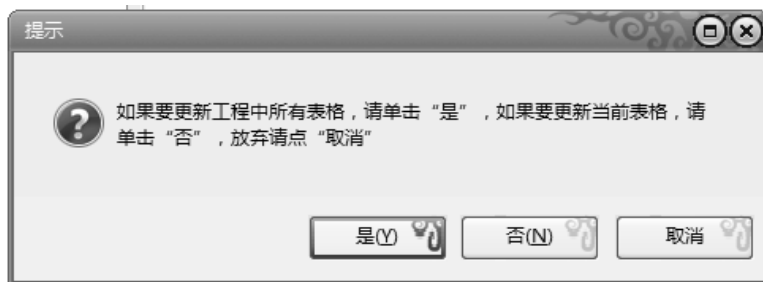 提示
如果要更新工程中所有表格，请单击“是”，如果要更新当前表格，请
单击“否”，放弃请点“取消”
是(Y)
否(N)
取消